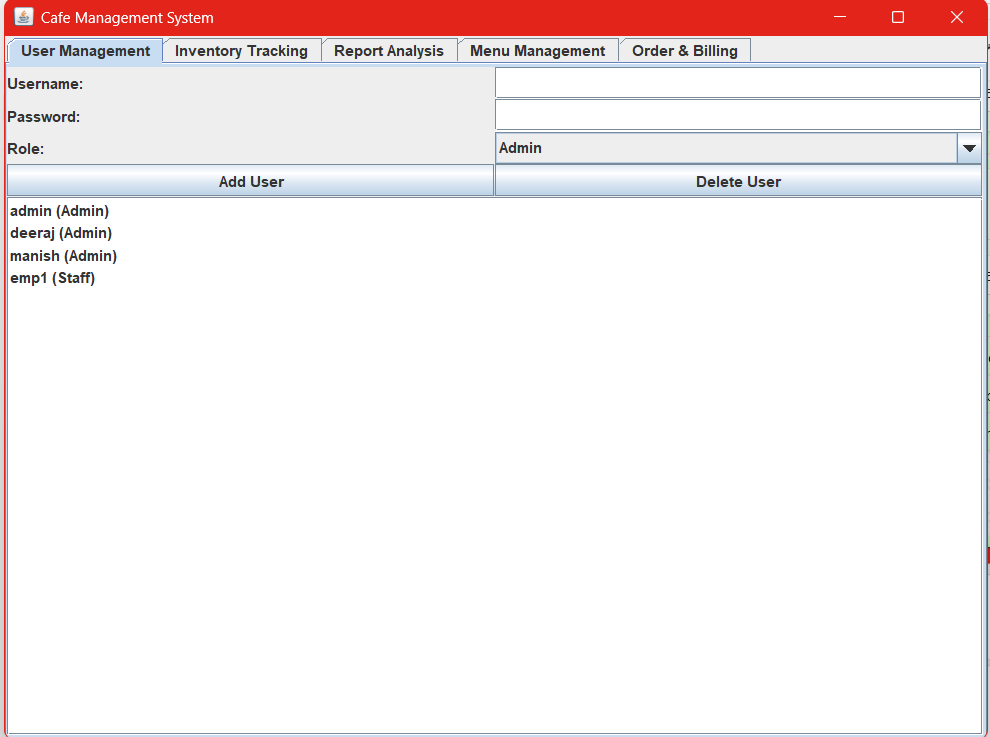 Cafe Management System
User Management Inventory Tracking Report Analysis Menu Management Order & Billing
Username:
Password:
Role: Admin
Add User Delete User
admin (Admin)
deeraj (Admin)
manish (Admin)
emp1 (Staff)